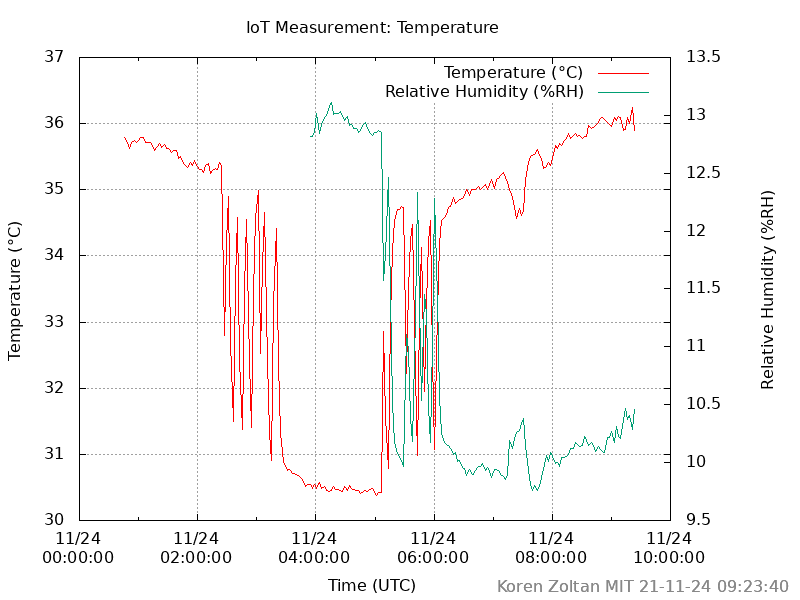 IoT Measurement: Temperature
37
13.5
Temperature (°C)
Relative Humidity (%RH)
36
13
35
12.5
34
12
33
11.5
32
11
31
10.5
30
10
9.5
Temperature (°C)
Relative Humidity (%RH)
11/24 11/24 11/24 11/24 11/24 11/24
00:00:00 02:00:00 04:00:00 06:00:00 08:00:00 10:00:00
Time (UTC)
Koren Zoltan MIT 21-11-24 09:23:40